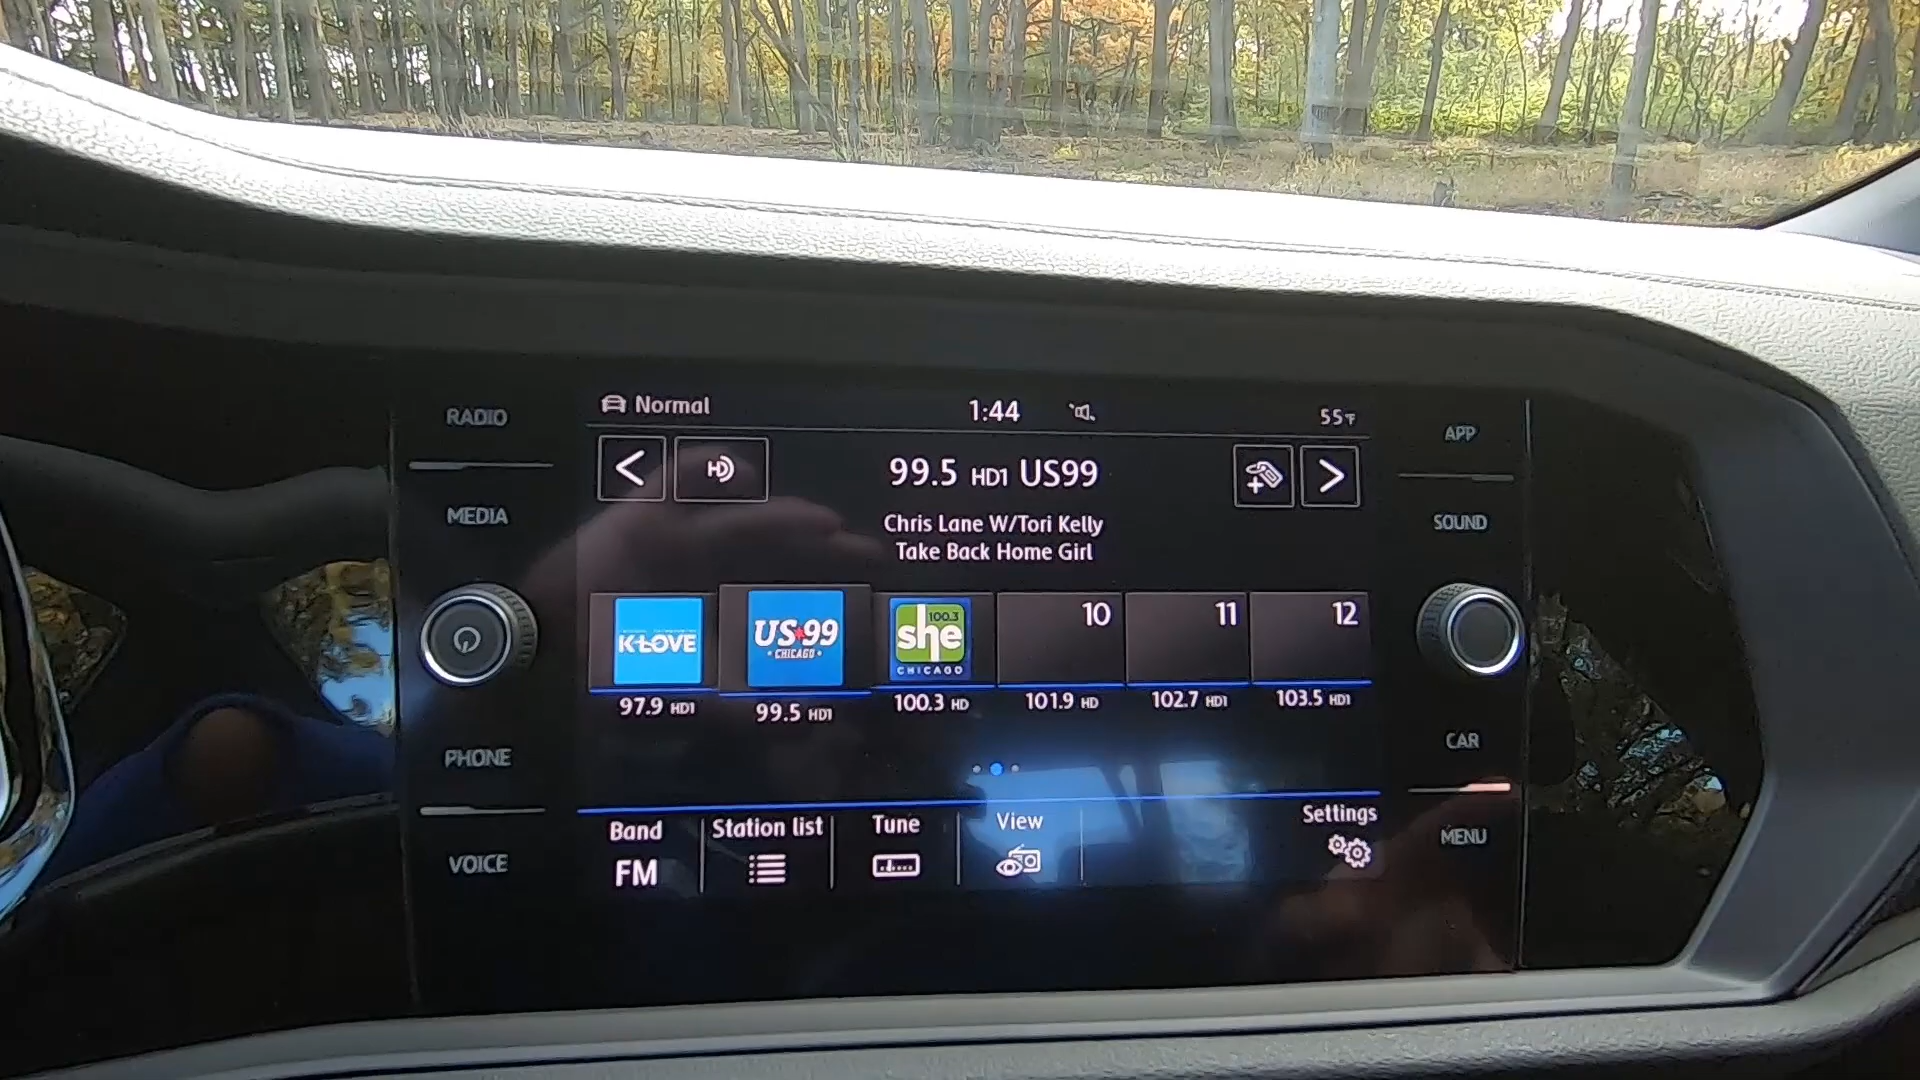 RADIO
MEDIA
PHONE
VOICE
Normal
1:44
55°F
HD
99.5 HD1 US99
Chris Lane W/Tori Kelly
Take Back Home Girl
K-LOVE
US★99
CHICAGO
100.3
she
CHICAGO
10
11
12
97.9 HD1
99.5 HD1
100.3 HD
101.9 HD
102.7 HD1
103.5 HD1
Band
FM
Station list
Tune
View
Settings
APP
SOUND
CAR
MENU